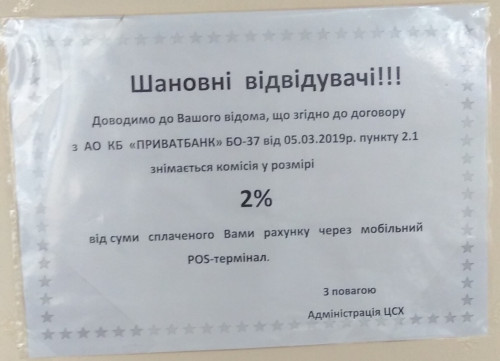 Шановні відвідувачі!!!
Доводимо до Вашого відома, що згідно до договору
з АО КБ «ПРИВАТБАНК» БО-37 від 05.03.2019р. пункту 2.1
знімається комісія у розмірі
2%
від суми сплаченого Вами рахунку через мобільний
POS-термінал.
З повагою
Адміністрація ЦСХ